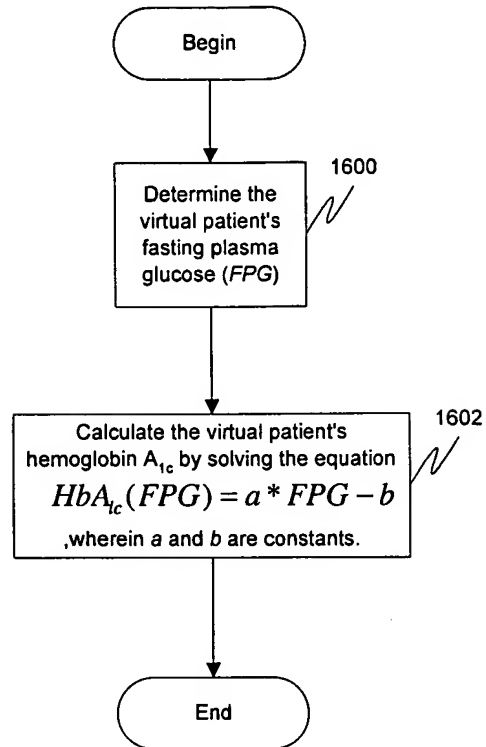 Begin
1600
Determine the
virtual patient's
fasting plasma
glucose (FPG)
1602
Calculate the virtual patient's
hemoglobin A1c by solving the equation
HbA1c(FPG) = a * FPG − b
,wherein a and b are constants.
End